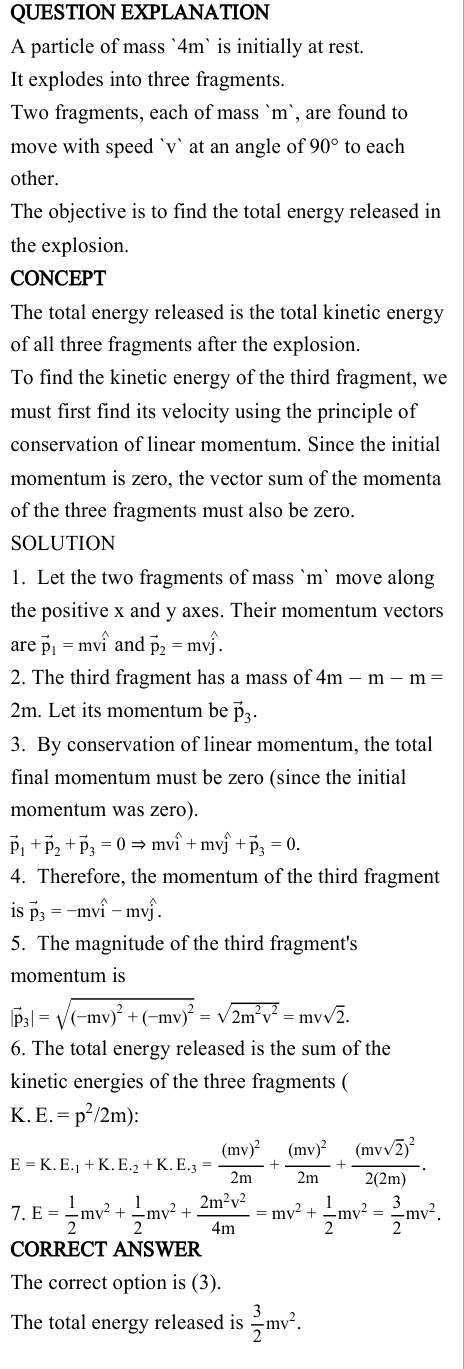 QUESTION EXPLANATION
A particle of mass `4m` is initially at rest.
It explodes into three fragments.
Two fragments, each of mass `m`, are found to
move with speed `v` at an angle of 90° to each
other.
The objective is to find the total energy released in
the explosion.
CONCEPT
The total energy released is the total kinetic energy
of all three fragments after the explosion.
To find the kinetic energy of the third fragment, we
must first find its velocity using the principle of
conservation of linear momentum. Since the initial
momentum is zero, the vector sum of the momenta
of the three fragments must also be zero.
SOLUTION
1. Let the two fragments of mass `m` move along
the positive x and y axes. Their momentum vectors
are p⃗₁ = mvî and p⃗₂ = mvĵ.
2. The third fragment has a mass of 4m − m − m =
2m. Let its momentum be p⃗₃.
3. By conservation of linear momentum, the total
final momentum must be zero (since the initial
momentum was zero).
p⃗₁ + p⃗₂ + p⃗₃ = 0 ⇒ mvî + mvĵ + p⃗₃ = 0.
4. Therefore, the momentum of the third fragment
is p⃗₃ = −mvî − mvĵ.
5. The magnitude of the third fragment's
momentum is
|p⃗₃| = √((−mv)² + (−mv)²) = √(2m²v²) = mv√2.
6. The total energy released is the sum of the
kinetic energies of the three fragments (
K. E. = p²/2m):
E = K. E.₁ + K. E.₂ + K. E.₃ = (mv)²/2m + (mv)²/2m + (mv√2)²/2(2m).
7. E = 1/2 mv² + 1/2 mv² + 2m²v²/4m = mv² + 1/2 mv² = 3/2 mv².
CORRECT ANSWER
The correct option is (3).
The total energy released is 3/2 mv².